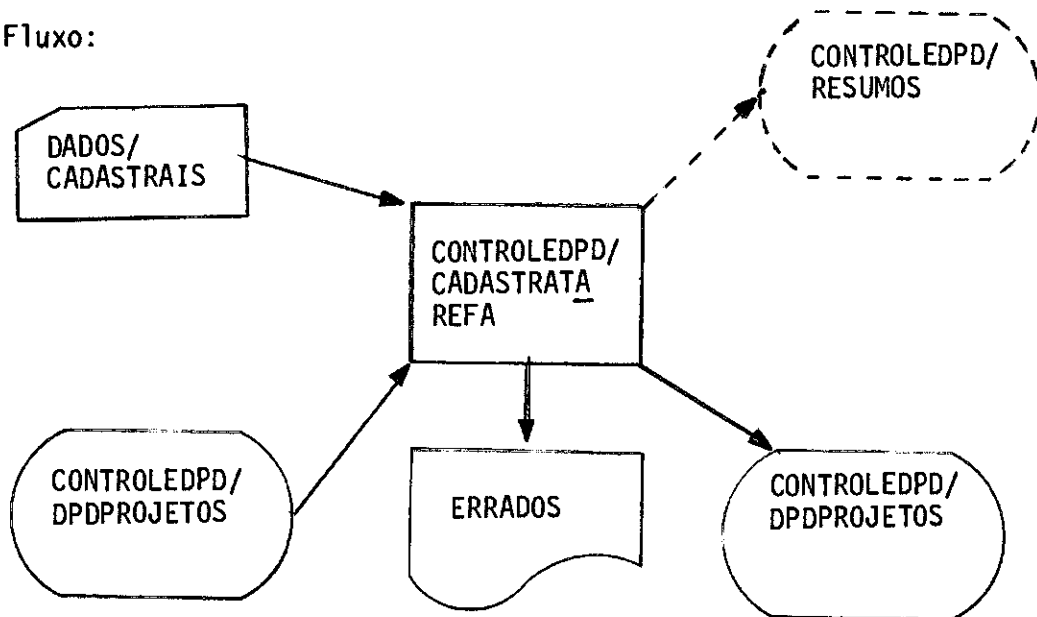 Fluxo:
CONTROLEDPD/
RESUMOS
DADOS/
CADASTRAIS
CONTROLEDPD/
CADASTRATA
REFA
CONTROLEDPD/
DPDPROJETOS
ERRADOS
CONTROLEDPD/
DPDPROJETOS